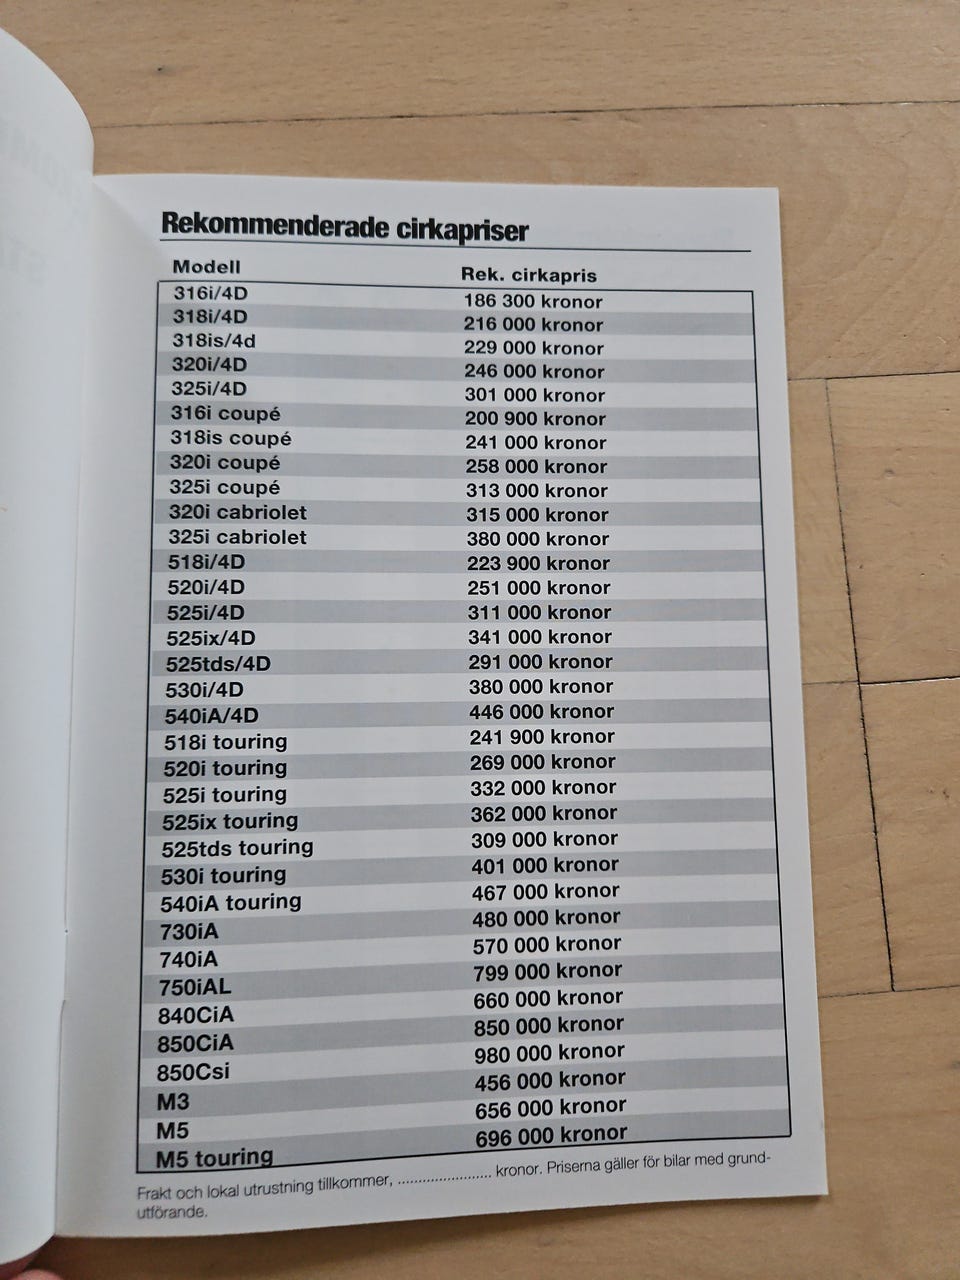 Rekommenderade cirkapriser
Modell Rek. cirkapris
316i/4D 186 300 kronor
318i/4D 216 000 kronor
318is/4d 229 000 kronor
320i/4D 246 000 kronor
325i/4D 301 000 kronor
316i coupé 200 900 kronor
318is coupé 241 000 kronor
320i coupé 258 000 kronor
325i coupé 313 000 kronor
320i cabriolet 315 000 kronor
325i cabriolet 380 000 kronor
518i/4D 223 900 kronor
520i/4D 251 000 kronor
525i/4D 311 000 kronor
525ix/4D 341 000 kronor
525tds/4D 291 000 kronor
530i/4D 380 000 kronor
540iA/4D 446 000 kronor
518i touring 241 900 kronor
520i touring 269 000 kronor
525i touring 332 000 kronor
525ix touring 362 000 kronor
525tds touring 309 000 kronor
530i touring 401 000 kronor
540iA touring 467 000 kronor
730iA 480 000 kronor
740iA 570 000 kronor
750iAL 799 000 kronor
840CiA 660 000 kronor
850CiA 850 000 kronor
850Csi 980 000 kronor
M3 456 000 kronor
M5 656 000 kronor
M5 touring 696 000 kronor
Frakt och lokal utrustning tillkommer, ....................... kronor. Priserna gäller för bilar med grund-
utförande.